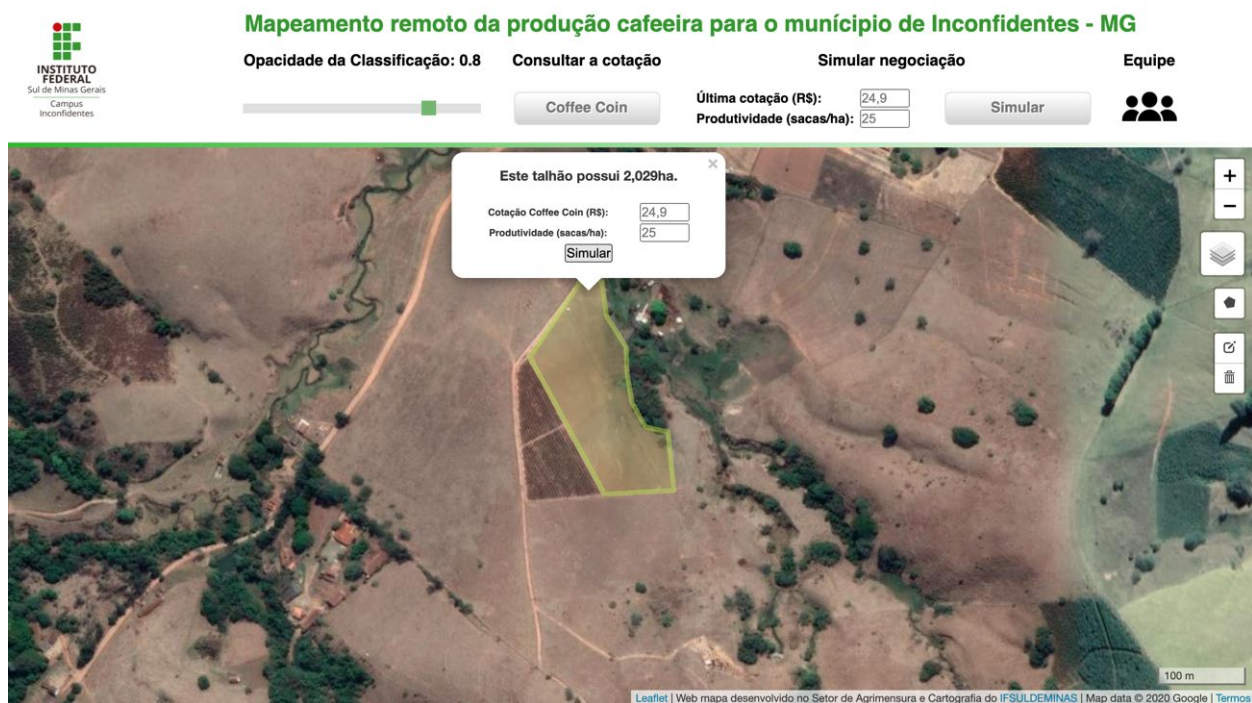 Mapeamento remoto da produção cafeeira para o munícipio de Inconfidentes - MG
INSTITUTO
FEDERAL
Sul de Minas Gerais
Campus
Inconfidentes
Opacidade da Classificação: 0.8
Consultar a cotação
Coffee Coin
Simular negociação
Última cotação (R$): 24,9
Produtividade (sacas/ha): 25
Simular
Equipe
Este talhão possui 2,029ha.
×
Cotação Coffee Coin (R$): 24,9
Produtividade (sacas/ha): 25
Simular
+
−
100 m
Leaflet | Web mapa desenvolvido no Setor de Agrimensura e Cartografia do IFSULDEMINAS | Map data © 2020 Google | Termos